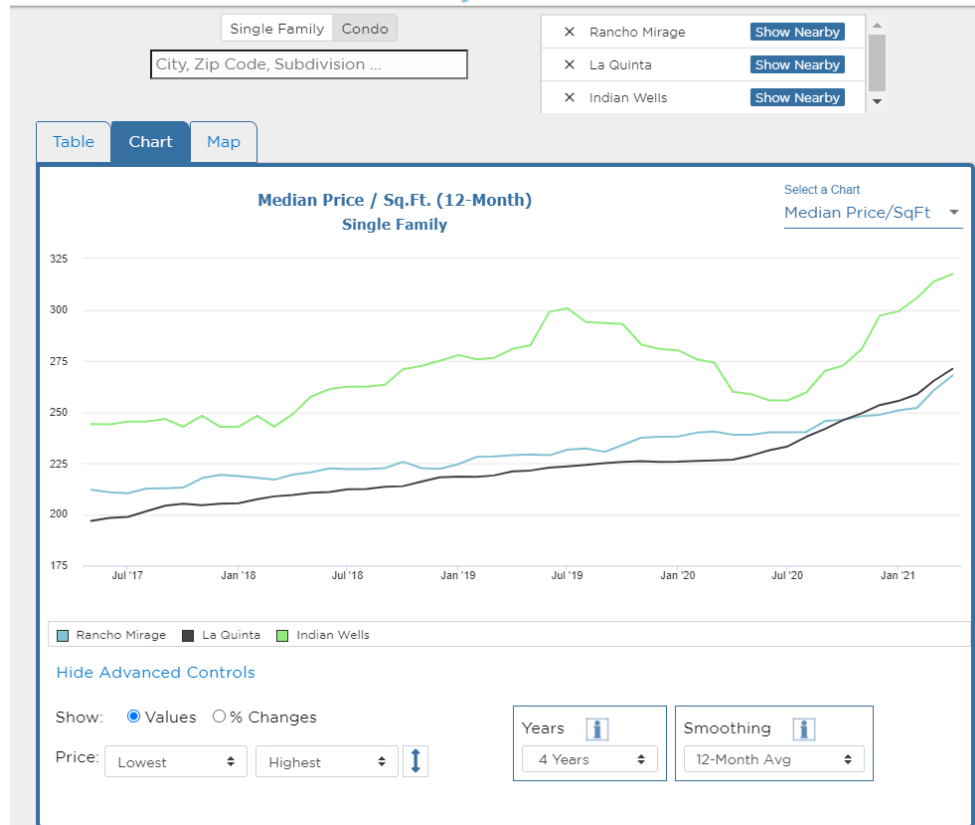 Single Family Condo
City, Zip Code, Subdivision ...
× Rancho Mirage Show Nearby
× La Quinta Show Nearby
× Indian Wells Show Nearby
Table Chart Map
Median Price / Sq.Ft. (12-Month)
Single Family
Select a Chart
Median Price/SqFt
325
300
275
250
225
200
175
Jul '17 Jan '18 Jul '18 Jan '19 Jul '19 Jan '20 Jul '20 Jan '21
Rancho Mirage La Quinta Indian Wells
Hide Advanced Controls
Show: Values % Changes
Price: Lowest Highest
Years i
4 Years
Smoothing i
12-Month Avg